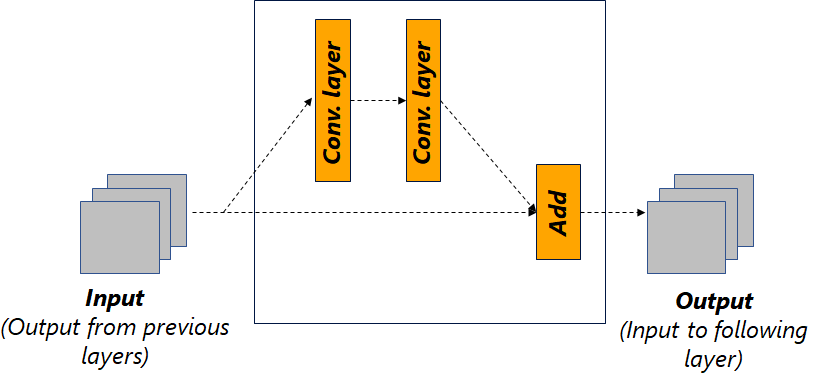 Conv. layer
Conv. layer
Add
Input
(Output from previous
layers)
Output
(Input to following
layer)